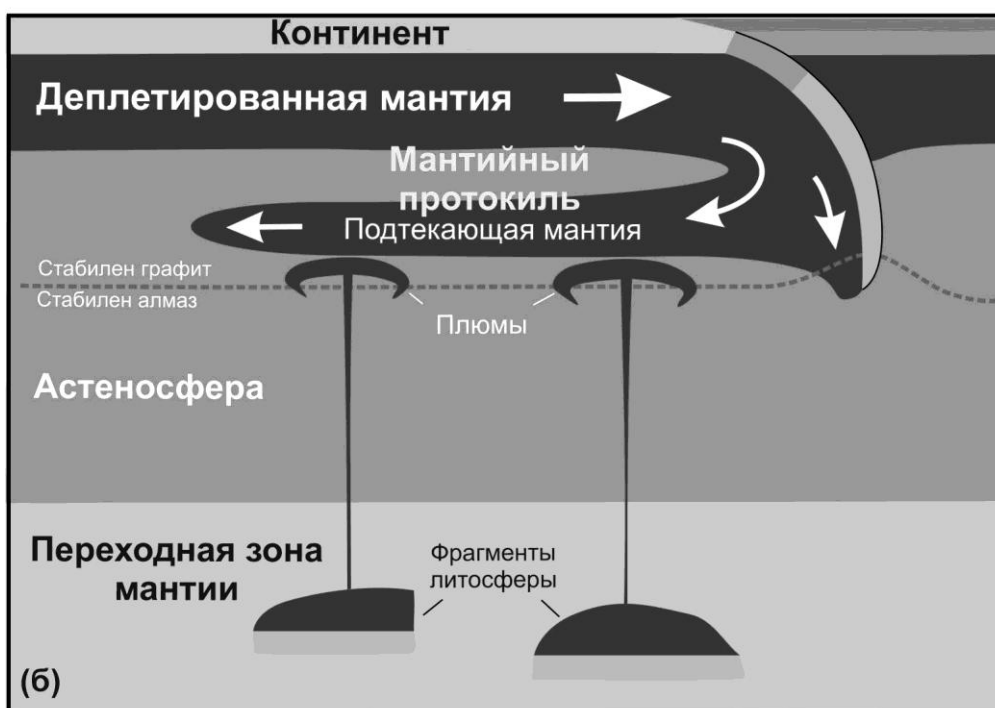 Континент
Деплетированная мантия
Мантийный
протокиль
Подтекающая мантия
Стабилен графит
Стабилен алмаз
Плюмы
Астеносфера
Переходная зона
мантии
Фрагменты
литосферы
(б)